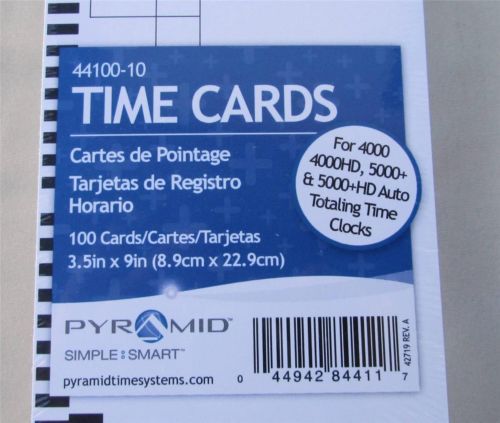 44100-10
TIME CARDS
Cartes de Pointage
Tarjetas de Registro
Horario
100 Cards/Cartes/Tarjetas
3.5in x 9in (8.9cm x 22.9cm)
For 4000
4000HD, 5000+
& 5000+HD Auto
Totaling Time
Clocks
PYRAMID™
SIMPLE:SMART™
pyramidtimesystems.com
0 44942 84411 7
42719 REV. A